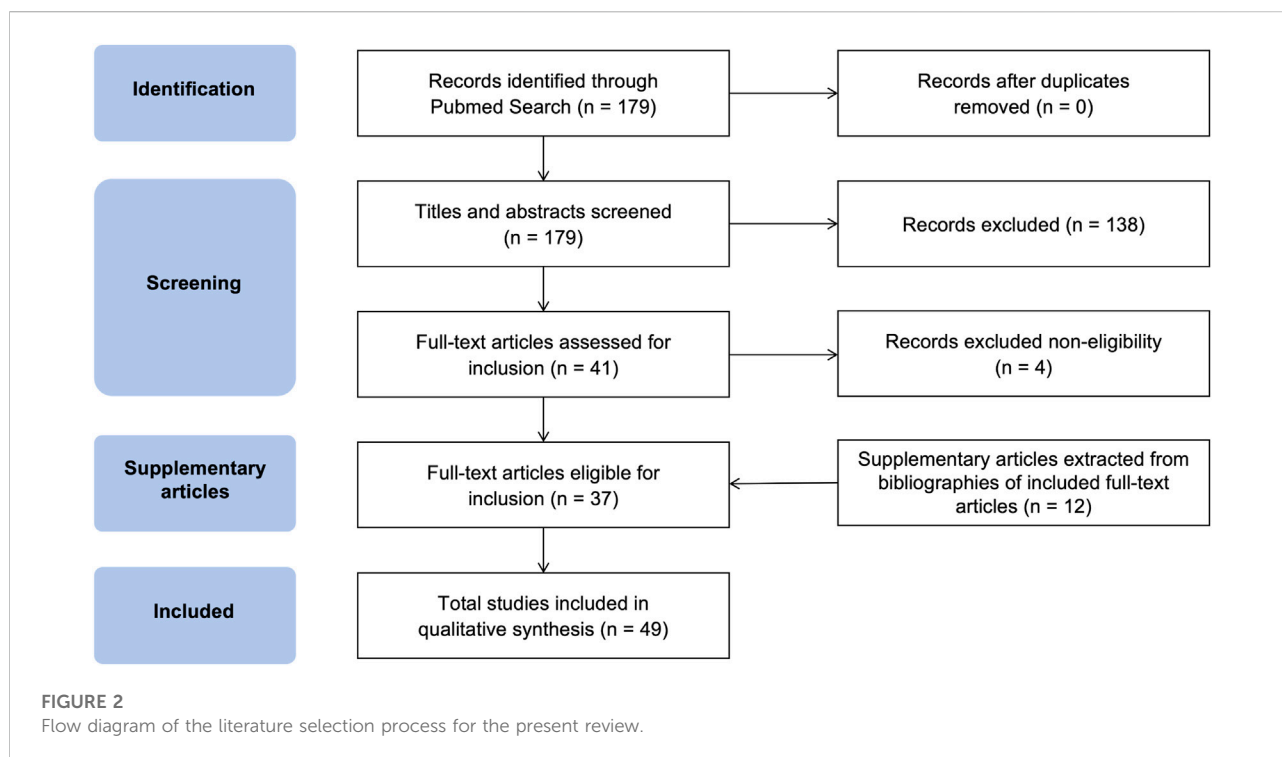 Identification
Records identified through
Pubmed Search (n = 179)
Records after duplicates
removed (n = 0)
Screening
Titles and abstracts screened
(n = 179)
Records excluded (n = 138)
Full-text articles assessed for
inclusion (n = 41)
Records excluded non-eligibility
(n = 4)
Supplementary
articles
Full-text articles eligible for
inclusion (n = 37)
Supplementary articles extracted from
bibliographies of included full-text
articles (n = 12)
Included
Total studies included in
qualitative synthesis (n = 49)
FIGURE 2
Flow diagram of the literature selection process for the present review.